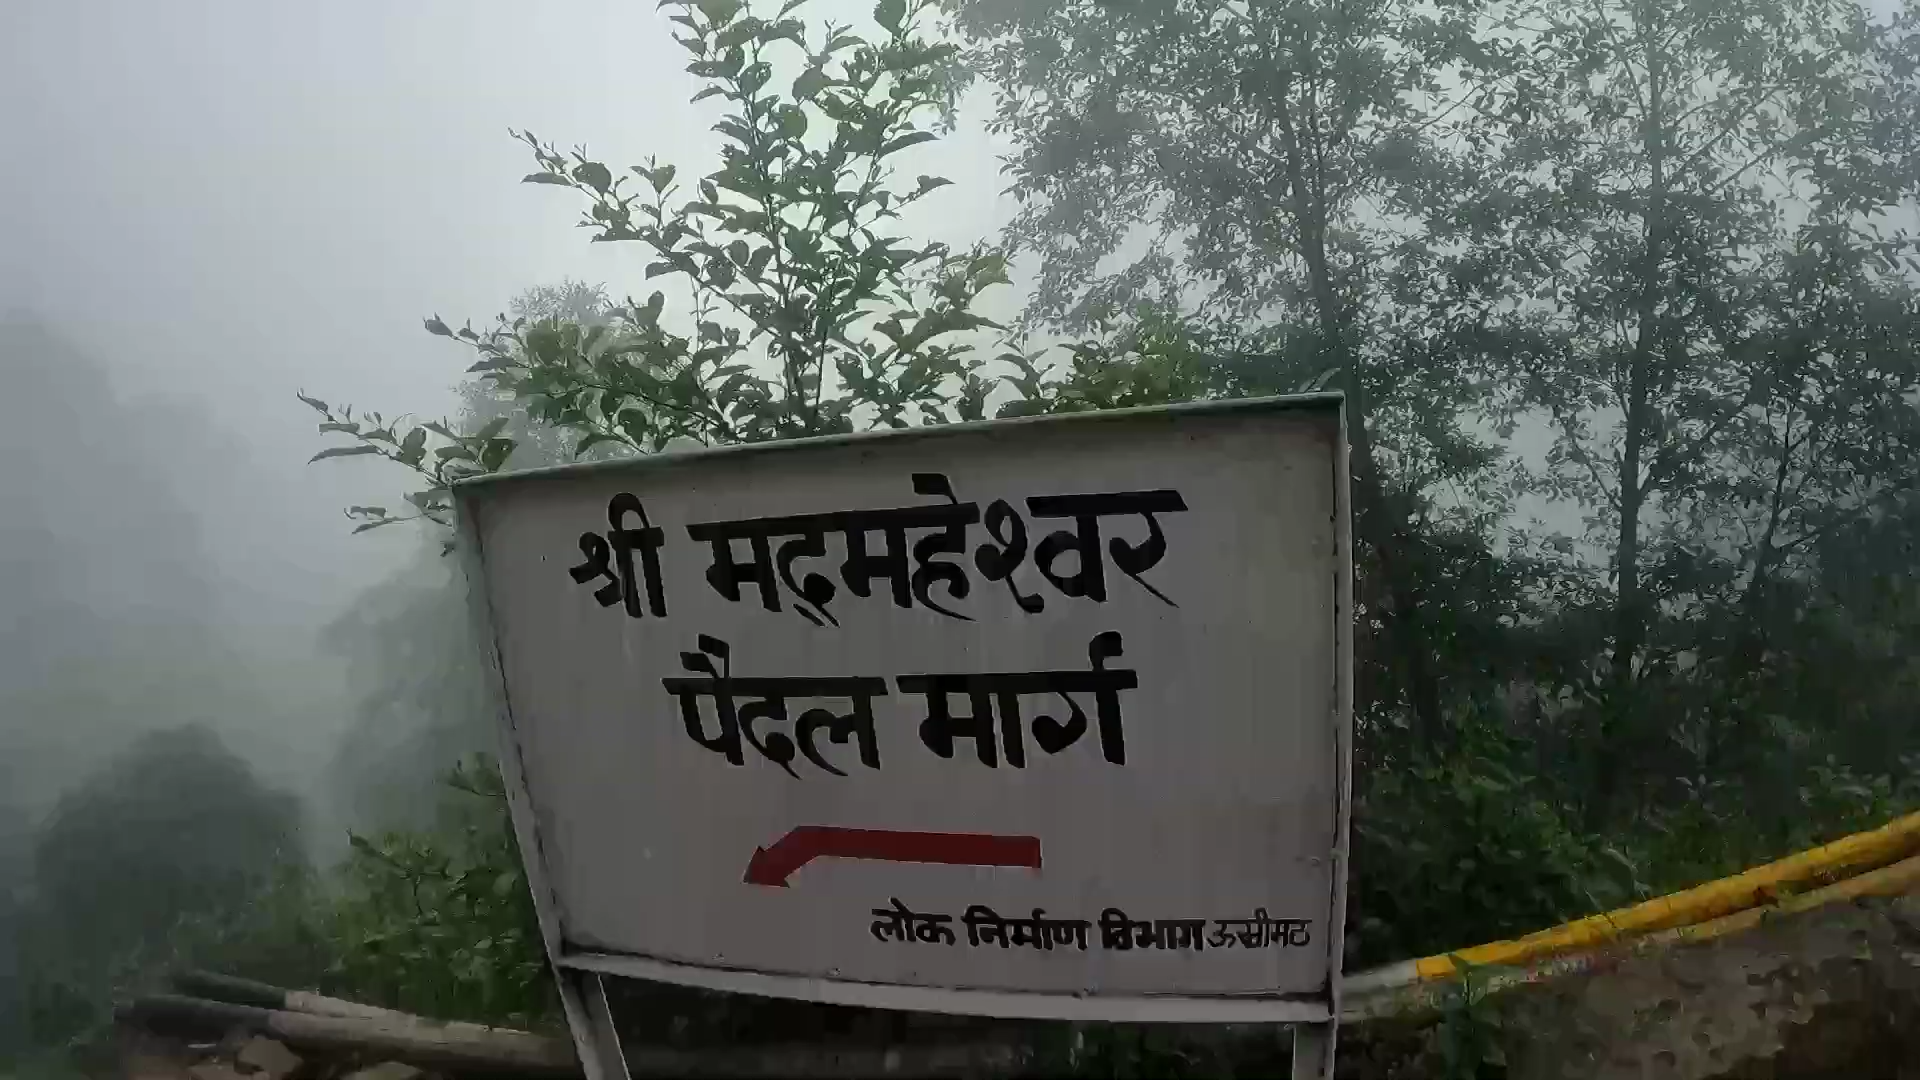 श्री मद्महेश्वर
पैदल मार्ग
लोक निर्माण विभाग ऊखीमठ